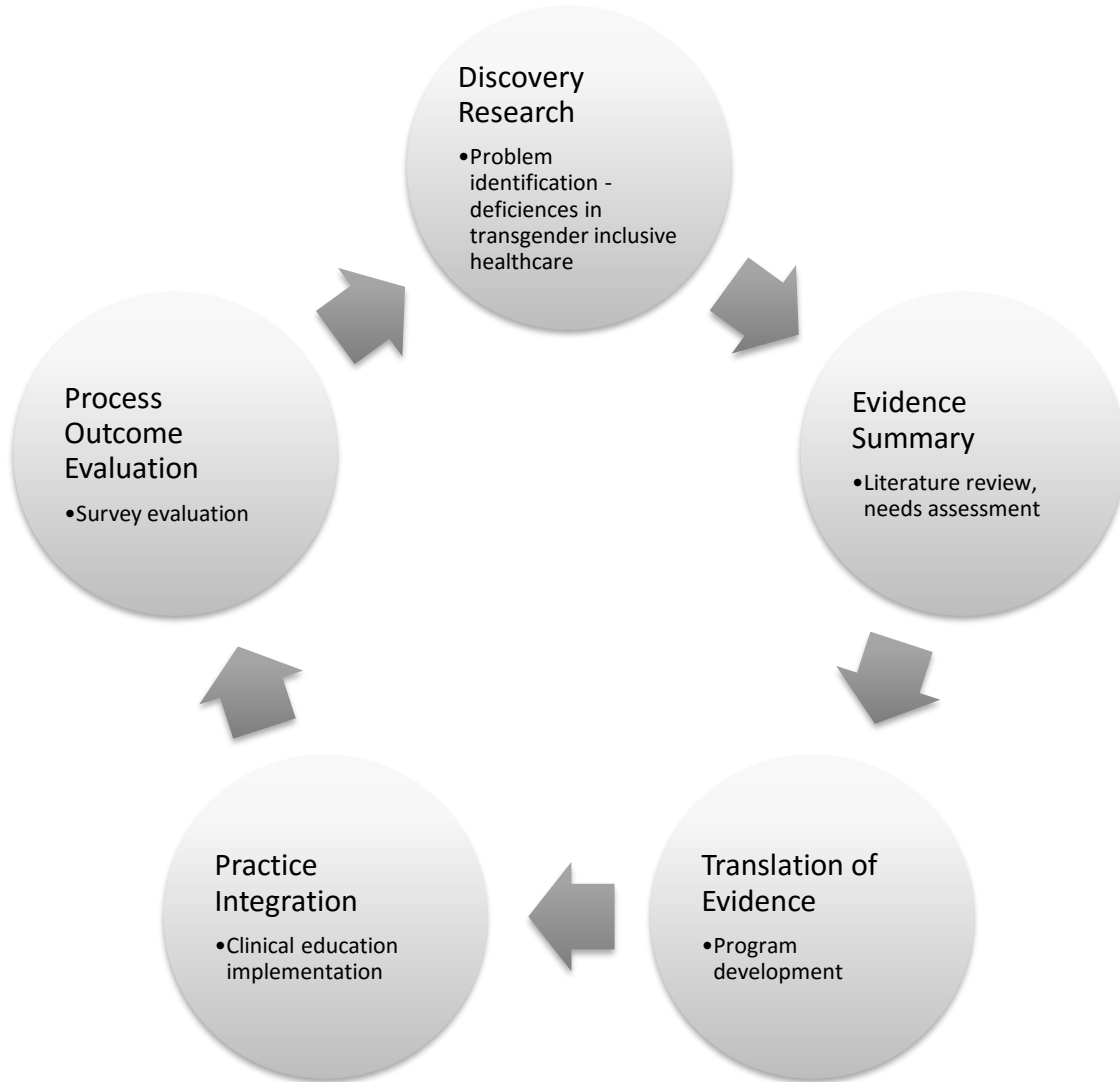 Discovery
Research
•Problem
identification -
deficiences in
transgender inclusive
healthcare
Evidence
Summary
•Literature review,
needs assessment
Translation of
Evidence
•Program
development
Practice
Integration
•Clinical education
implementation
Process
Outcome
Evaluation
•Survey evaluation